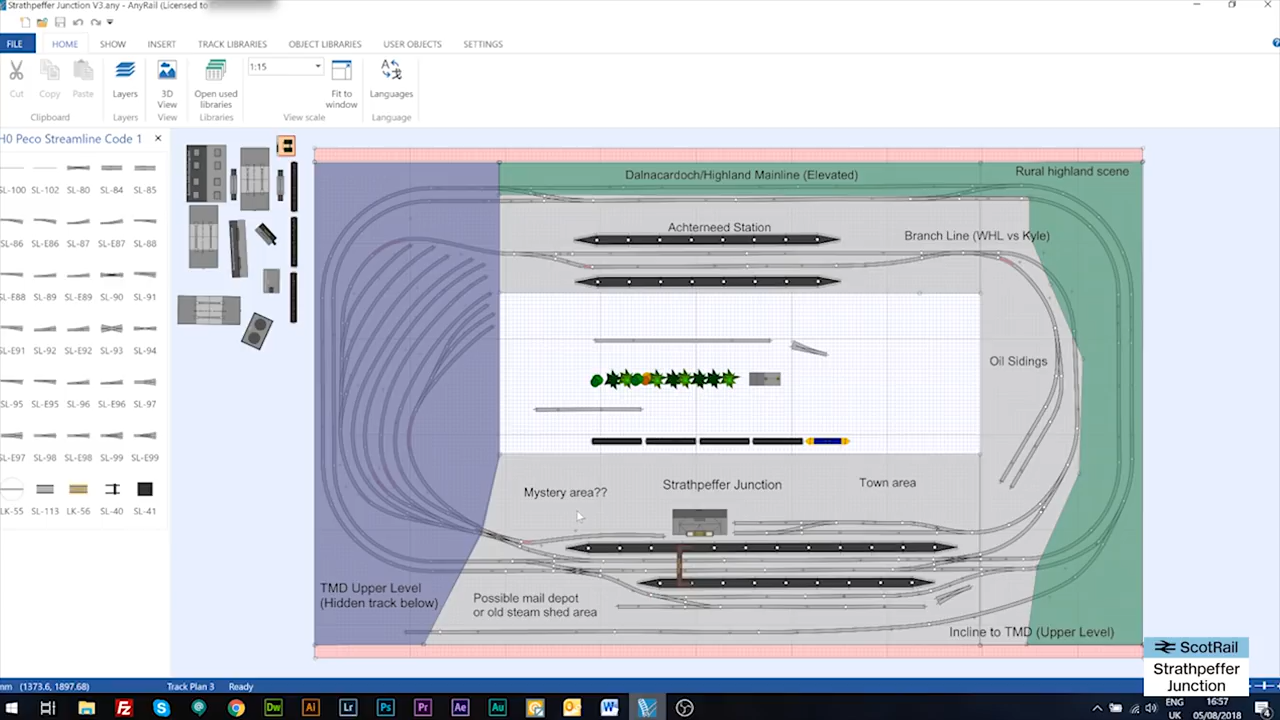 Strathpeffer Junction V3.any - AnyRail (Licensed to
FILE HOME SHOW INSERT TRACK LIBRARIES OBJECT LIBRARIES USER OBJECTS SETTINGS
1:15
Cut Copy Paste Layers 3D View Open used libraries Fit to window Languages
Clipboard Layers View Libraries View scale Language
H0 Peco Streamline Code 1
SL-100 SL-102 SL-80 SL-84 SL-85
SL-86 SL-E86 SL-87 SL-E87 SL-88
SL-E88 SL-89 SL-E89 SL-90 SL-91
SL-E91 SL-92 SL-E92 SL-93 SL-94
SL-95 SL-E95 SL-96 SL-E96 SL-97
SL-E97 SL-98 SL-E98 SL-99 SL-E99
LK-55 SL-113 LK-56 SL-40 SL-41
Dalnacardoch/Highland Mainline (Elevated)
Rural highland scene
Achterneed Station
Branch Line (WHL vs Kyle)
Oil Sidings
Mystery area??
Strathpeffer Junction
Town area
TMD Upper Level
(Hidden track below)
Possible mail depot
or old steam shed area
Incline to TMD (Upper Level)
ScotRail
Strathpeffer
Junction
mm (1373.6, 1897.68) Track Plan 3 Ready
ENG
UK
16:57
05/08/2018